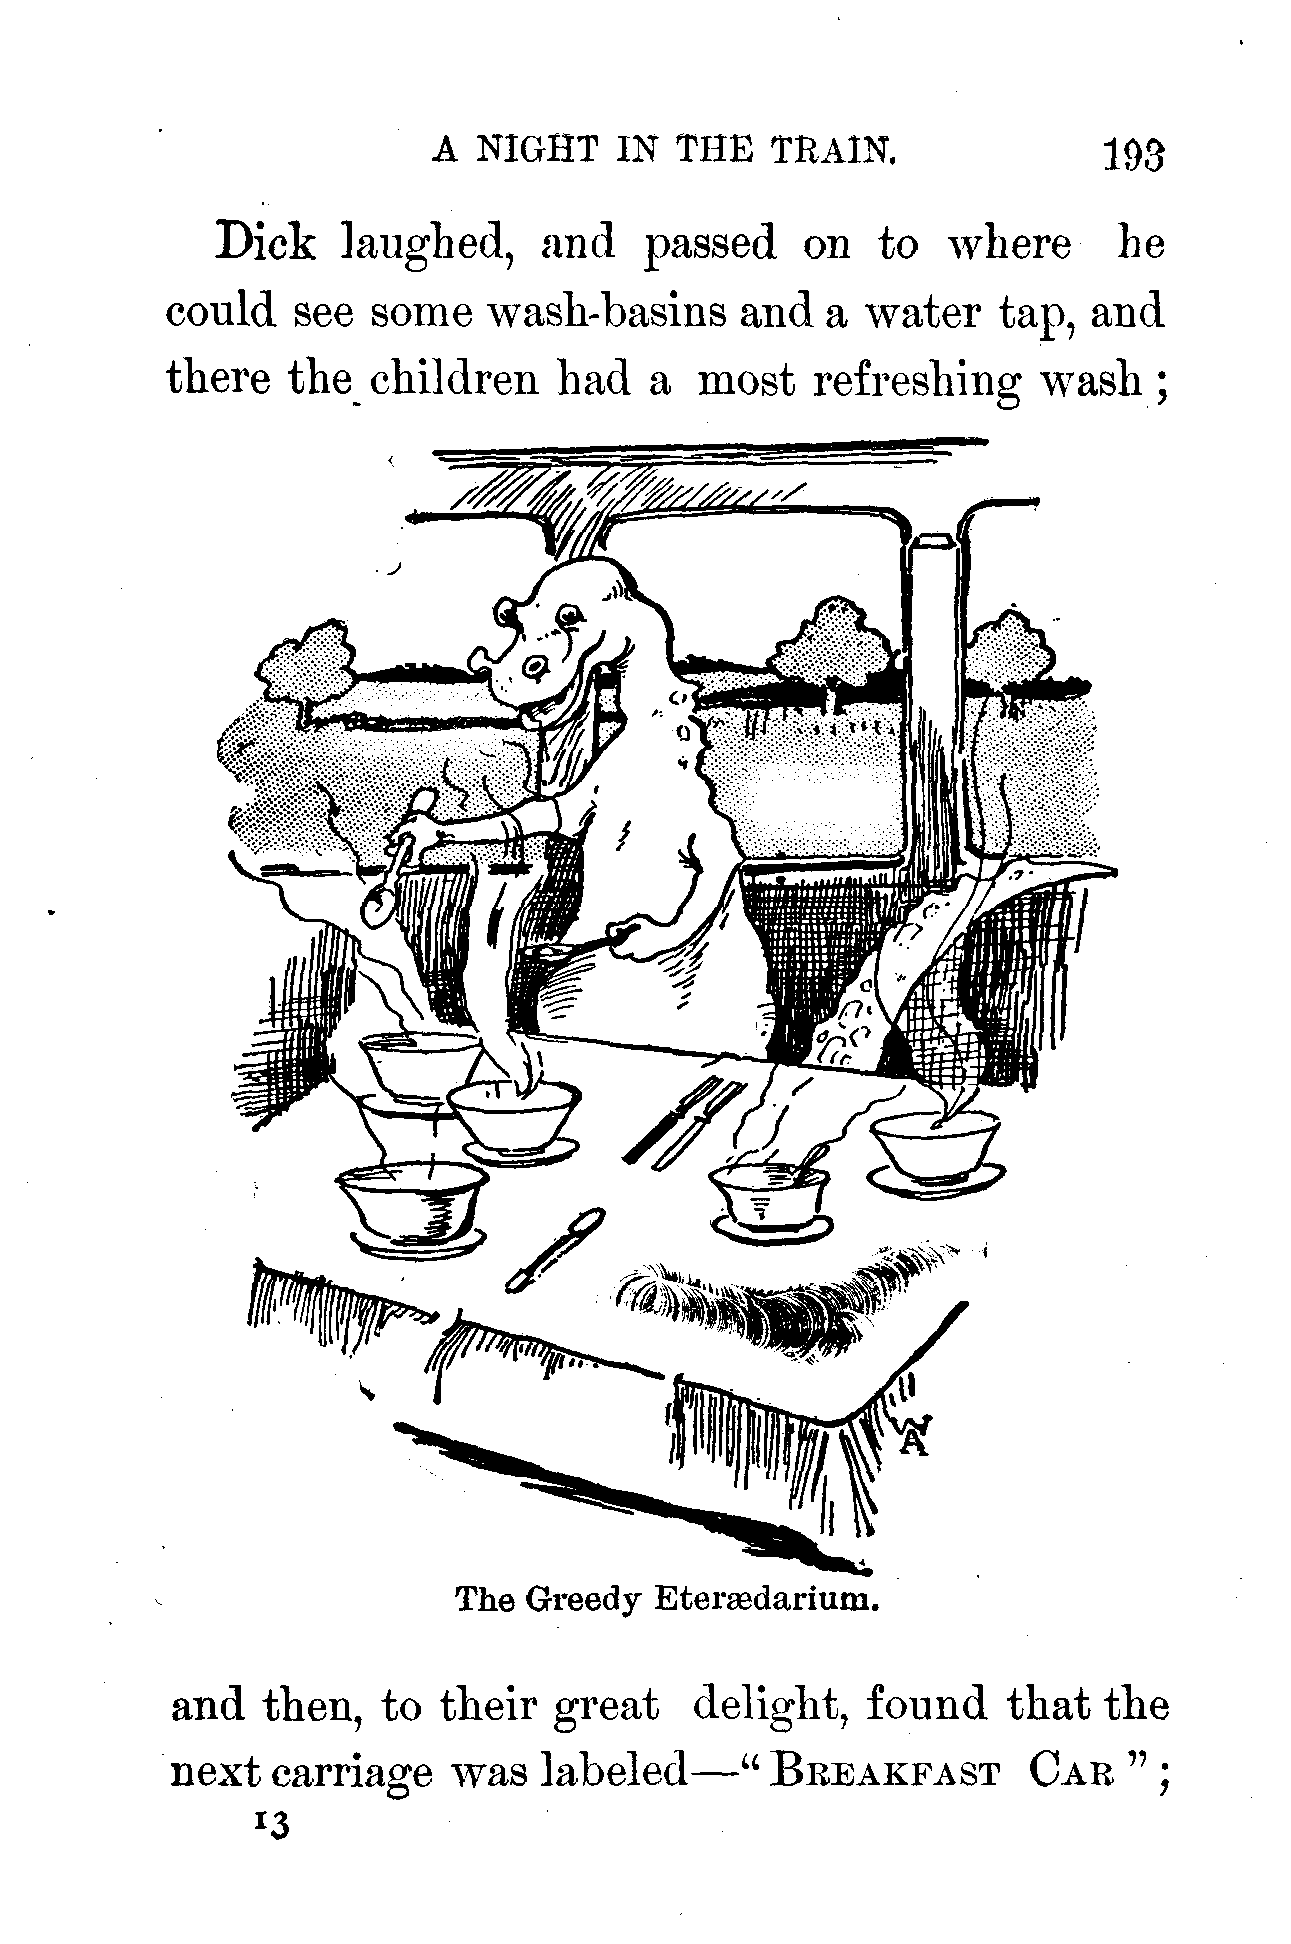 A NIGHT IN THE TRAIN. 193
Dick laughed, and passed on to where he
could see some wash-basins and a water tap, and
there the children had a most refreshing wash ;
WA
The Greedy Eteræedarium.
and then, to their great delight, found that the
next carriage was labeled—“ BREAKFAST CAR ” ;
13